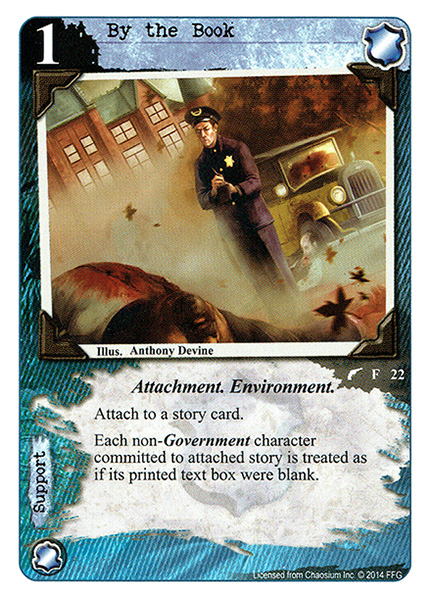 1
By the Book
Illus. Anthony Devine
F 22
Attachment. Environment.
Attach to a story card.
Each non-Government character
committed to attached story is treated as
if its printed text box were blank.
Support
Licensed from Chaosium Inc. © 2014 FFG